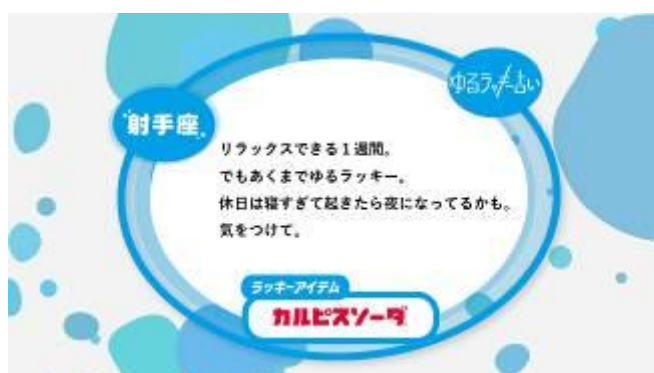 ゆるラッキー占い
射手座
リラックスできる１週間。
でもあくまでゆるラッキー。
休日は寝すぎて起きたら夜になってるかも。
気をつけて。
ラッキーアイテム
カルピスソーダ